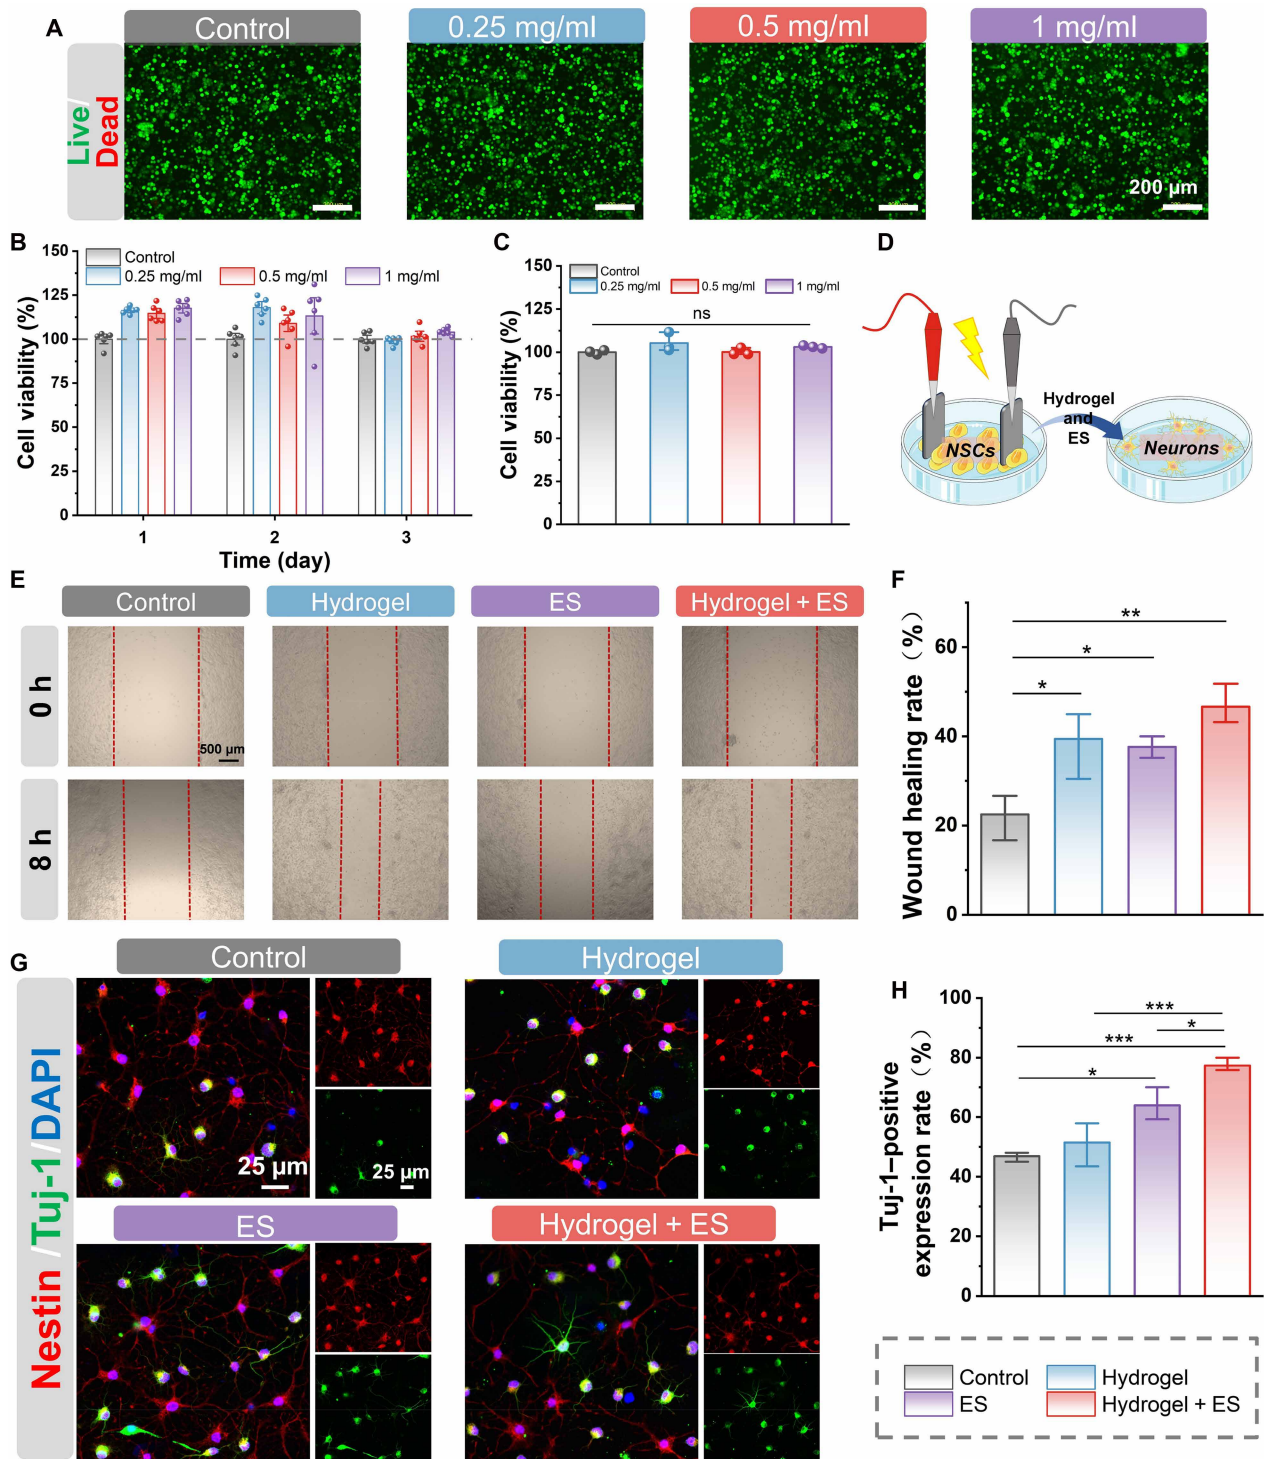 A
Control
0.25 mg/ml
0.5 mg/ml
1 mg/ml
Live/
Dead
200 μm
B
150
125
100
75
50
25
0
Cell viability (%)
Control
0.25 mg/ml
0.5 mg/ml
1 mg/ml
1
2
3
Time (day)
C
150
125
100
75
50
25
0
Cell viability (%)
Control
0.25 mg/ml
0.5 mg/ml
1 mg/ml
ns
D
Hydrogel
and
ES
NSCs
Neurons
E
Control
Hydrogel
ES
Hydrogel + ES
0 h
500 μm
8 h
F
Wound healing rate (%)
60
40
20
0
**
*
*
G
Nestin /Tuj-1/DAPI
Control
Hydrogel
25 μm
25 μm
ES
Hydrogel + ES
H
Tuj-1–positive
expression rate (%)
100
80
60
40
20
0
***
*
***
*
Control
Hydrogel
ES
Hydrogel + ES